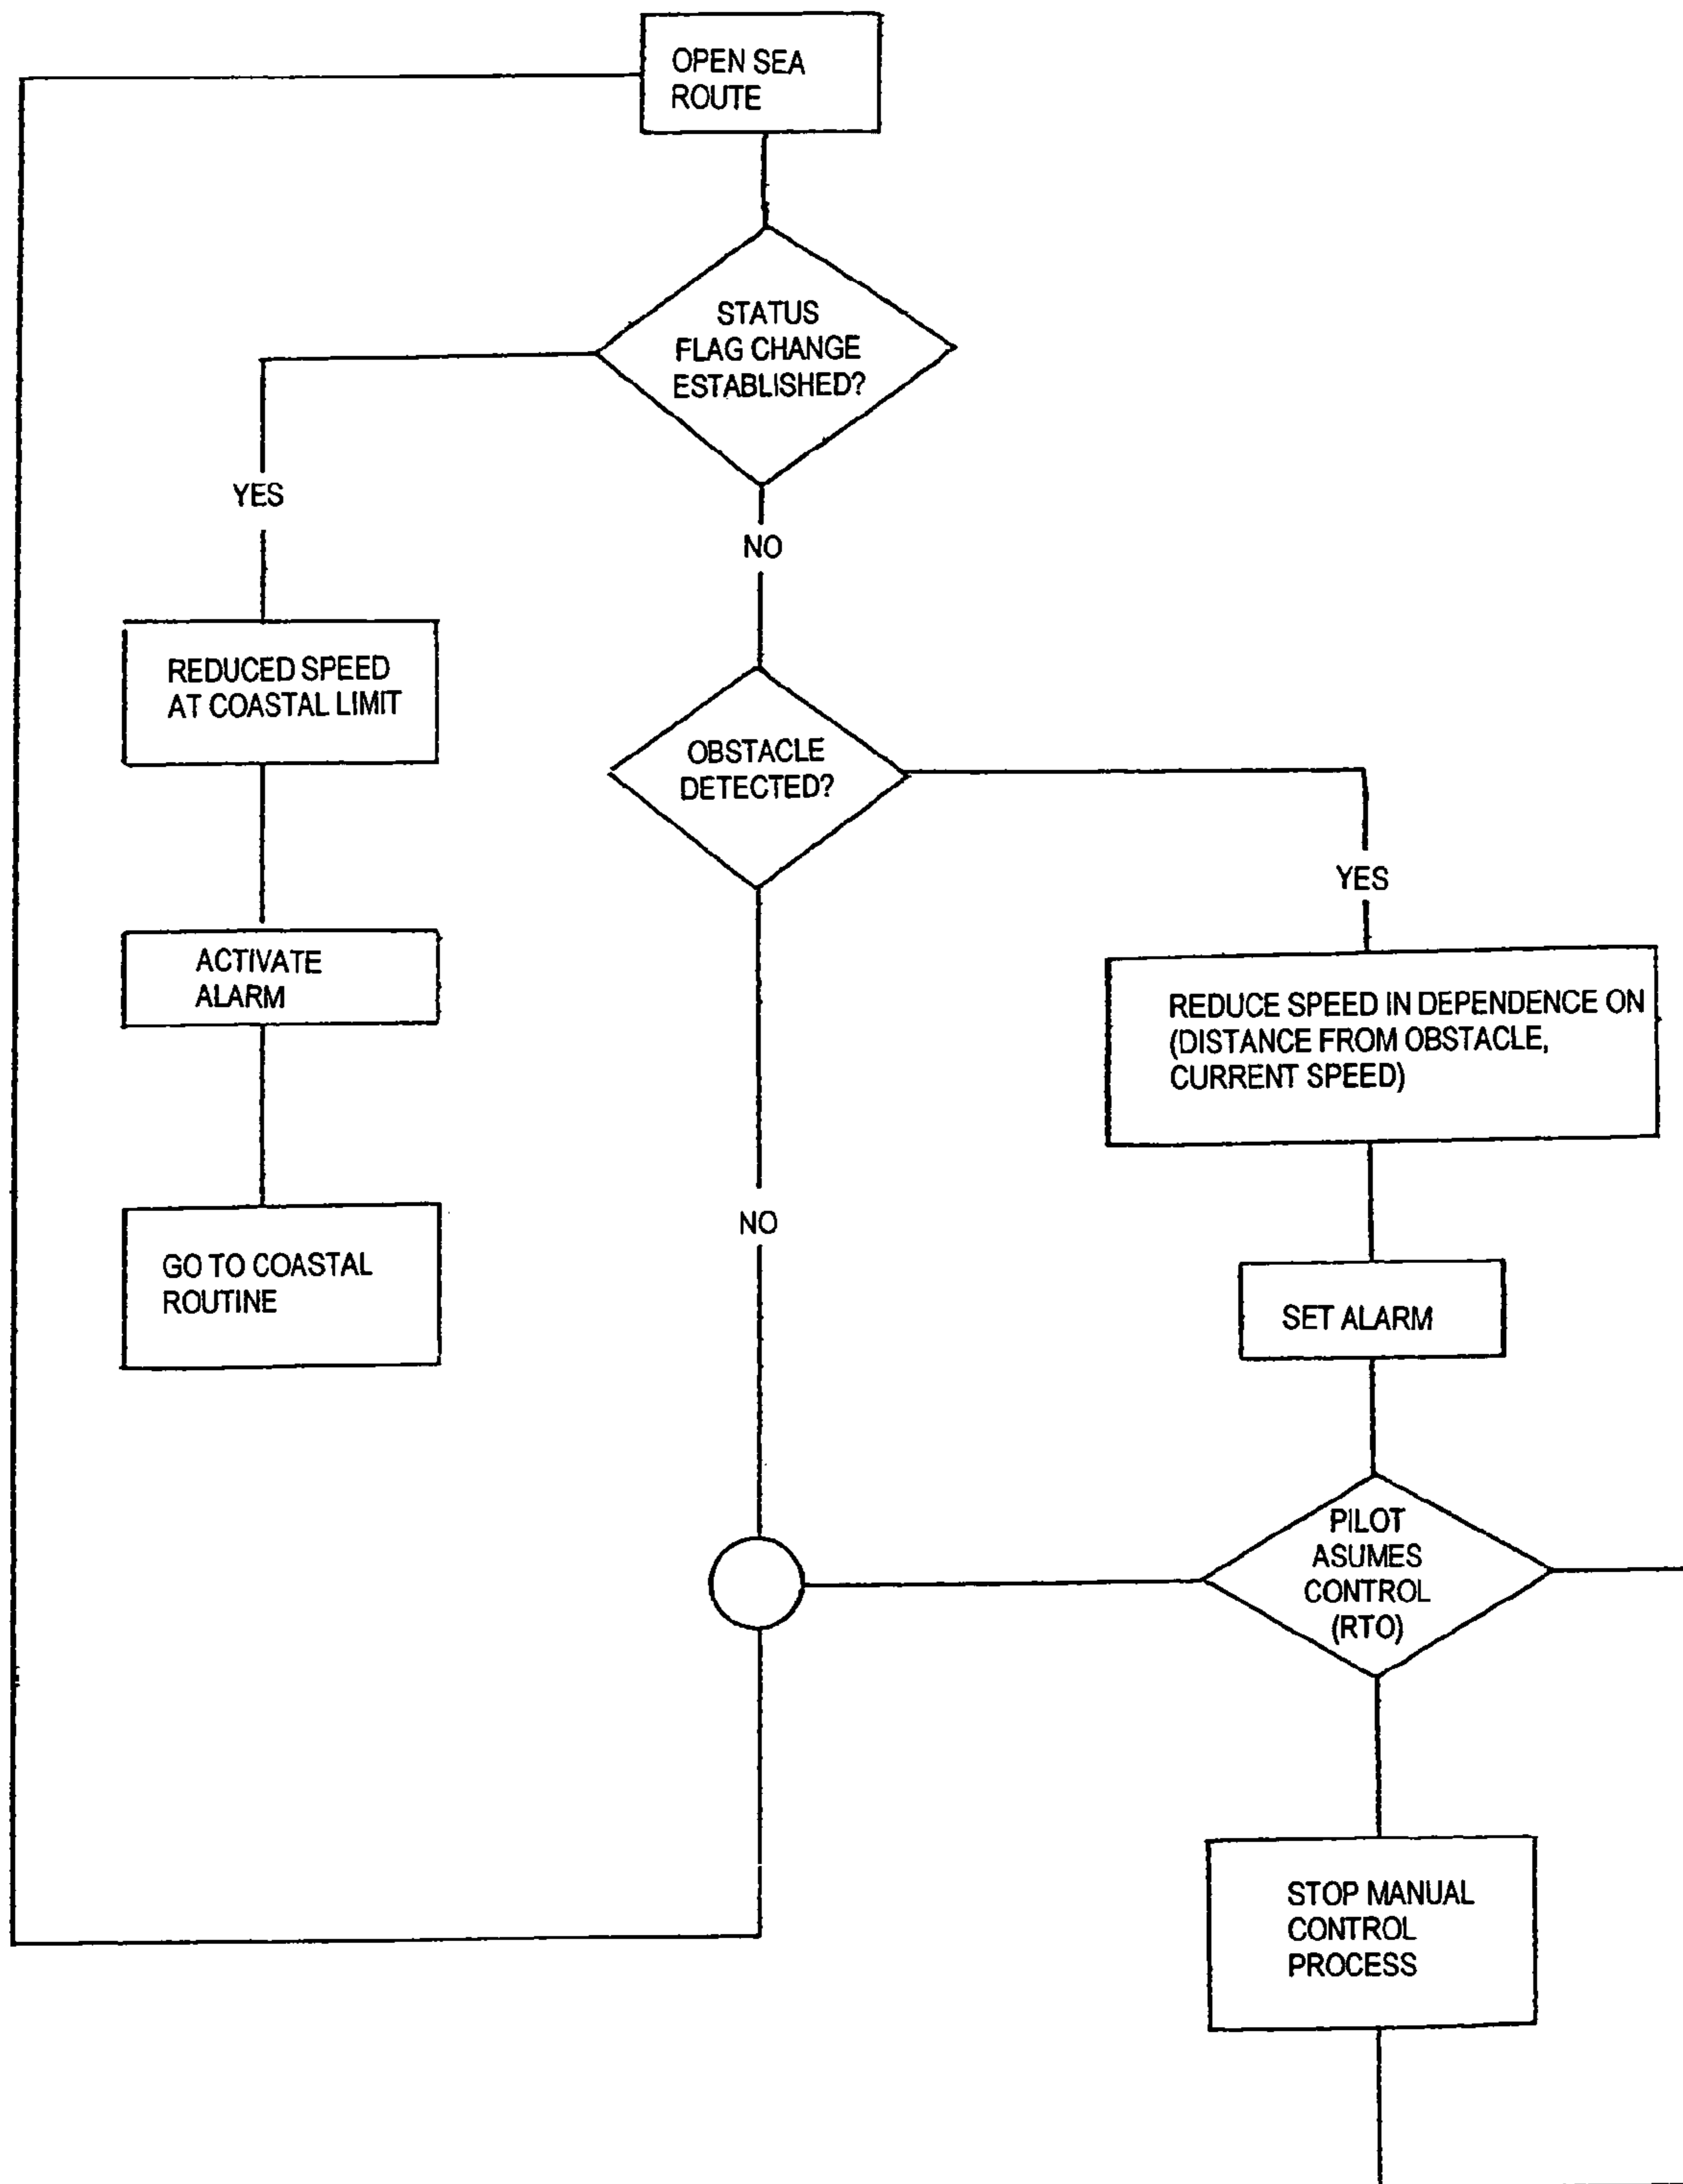 OPEN SEA
ROUTE
STATUS
FLAG CHANGE
ESTABLISHED?
YES
NO
REDUCED SPEED
AT COASTAL LIMIT
OBSTACLE
DETECTED?
YES
ACTIVATE
ALARM
REDUCE SPEED IN DEPENDENCE ON
(DISTANCE FROM OBSTACLE,
CURRENT SPEED)
NO
GO TO COASTAL
ROUTINE
SET ALARM
PILOT
ASUMES
CONTROL
(RTO)
STOP MANUAL
CONTROL
PROCESS